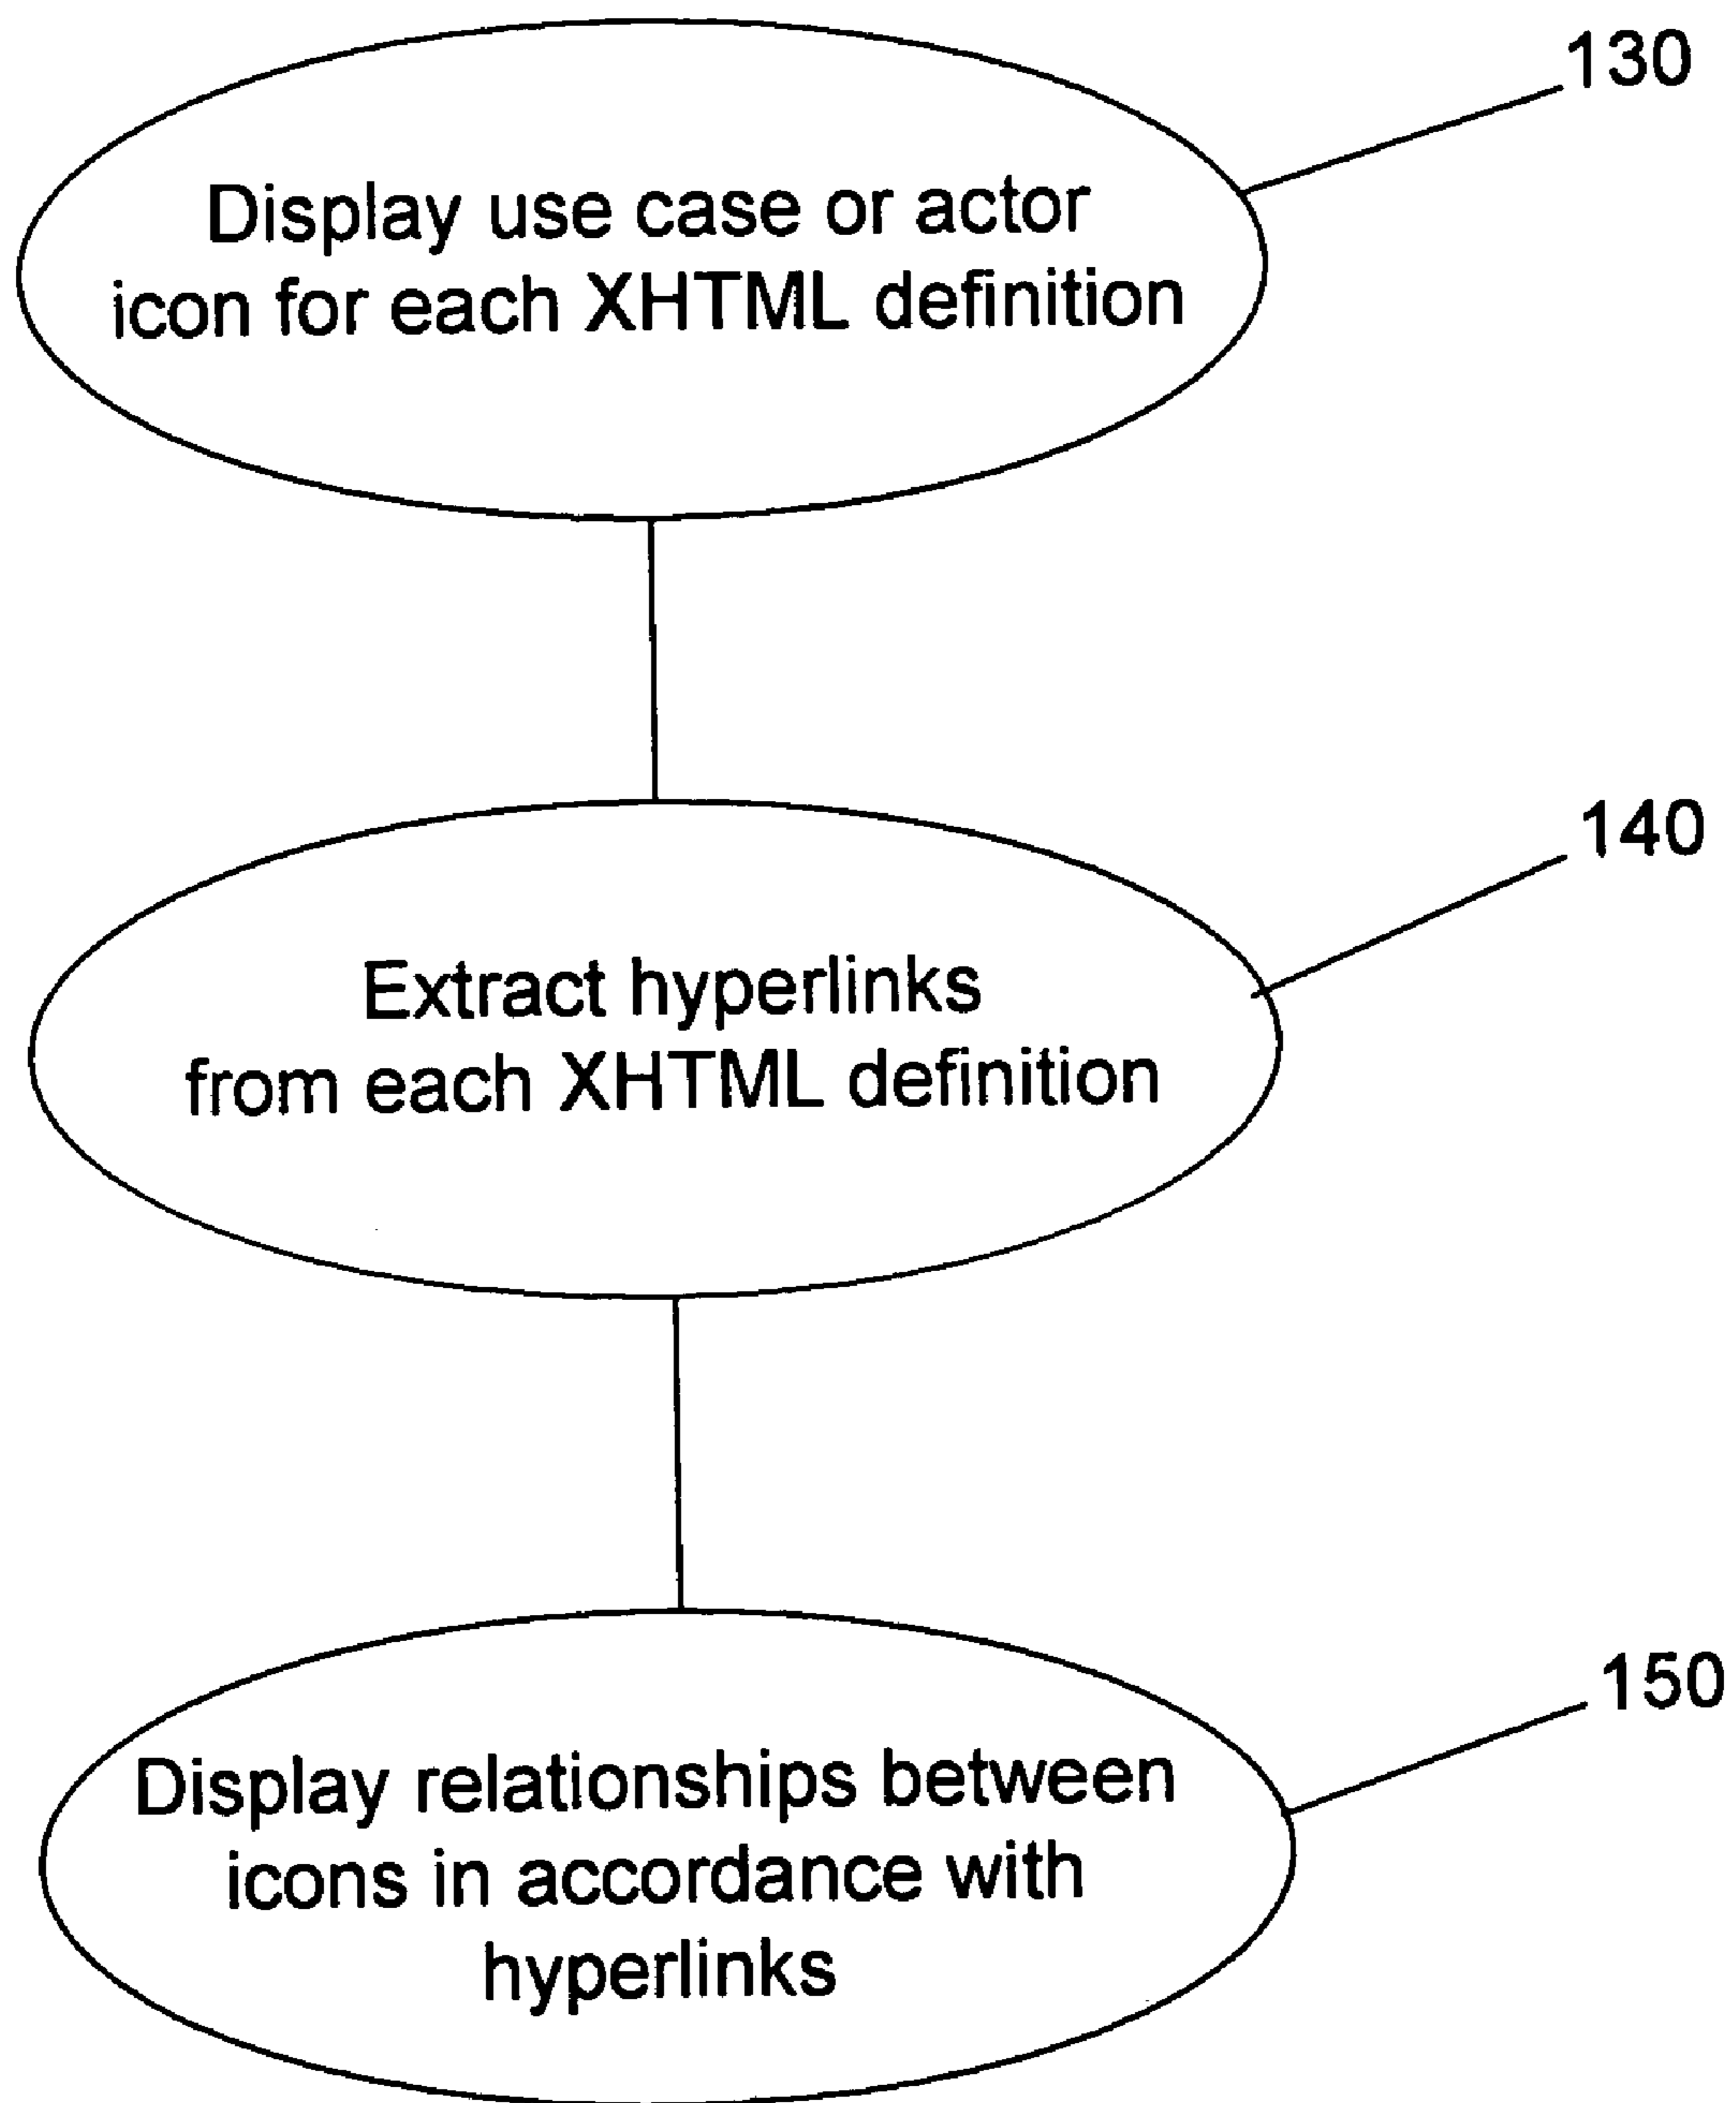 130
Display use case or actor
icon for each XHTML definition
140
Extract hyperlinks
from each XHTML definition
150
Display relationships between
icons in accordance with
hyperlinks